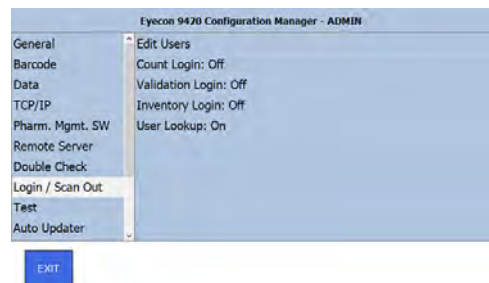 Eyecon 9420 Configuration Manager - ADMIN
General
Barcode
Data
TCP/IP
Pharm. Mgmt. SW
Remote Server
Double Check
Login / Scan Out
Test
Auto Updater
Edit Users
Count Login: Off
Validation Login: Off
Inventory Login: Off
User Lookup: On
EXIT